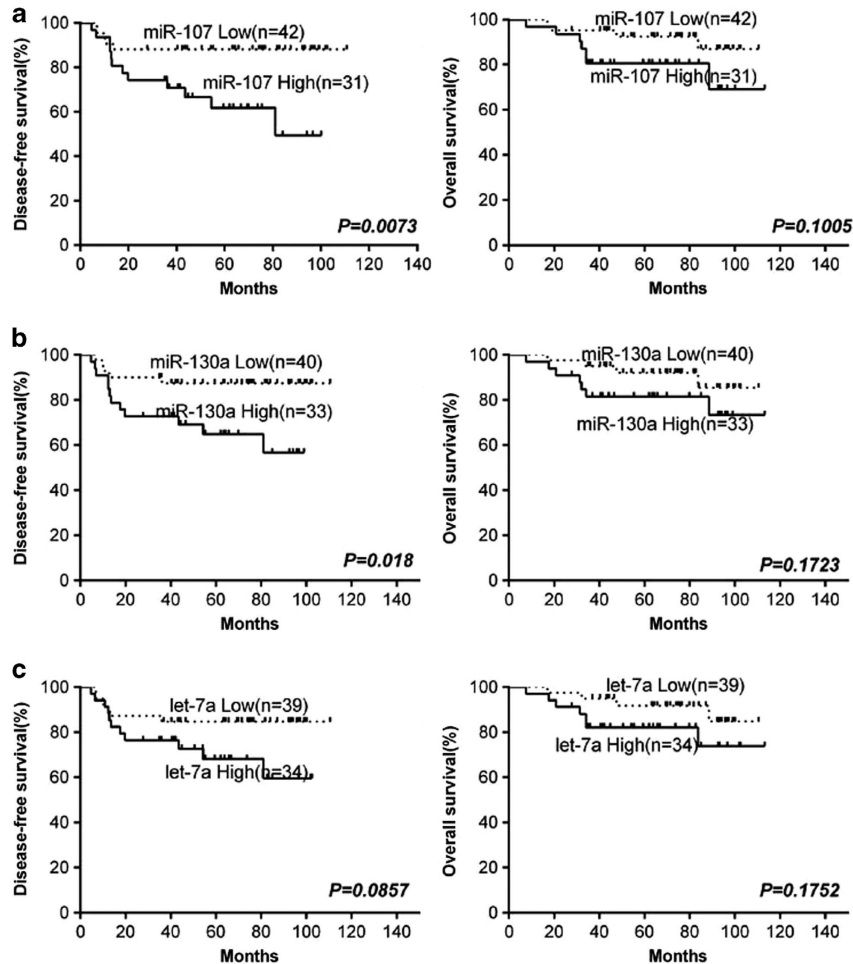 a
Disease-free survival(%)
100
80
60
40
20
0
miR-107 Low(n=42)
miR-107 High(n=31)
P=0.0073
0 20 40 60 80 100 120 140
Months
Overall survival(%)
100
80
60
40
20
0
miR-107 Low(n=42)
miR-107 High(n=31)
P=0.1005
0 20 40 60 80 100 120 140
Months
b
Disease-free survival(%)
100
80
60
40
20
0
miR-130a Low(n=40)
miR-130a High(n=33)
P=0.018
0 20 40 60 80 100 120 140
Months
Overall survival(%)
100
80
60
40
20
0
miR-130a Low(n=40)
miR-130a High(n=33)
P=0.1723
0 20 40 60 80 100 120 140
Months
c
Disease-free survival(%)
100
80
60
40
20
0
let-7a Low(n=39)
let-7a High(n=34)
P=0.0857
0 20 40 60 80 100 120 140
Months
Overall survival(%)
100
80
60
40
20
0
let-7a Low(n=39)
let-7a High(n=34)
P=0.1752
0 20 40 60 80 100 120 140
Months